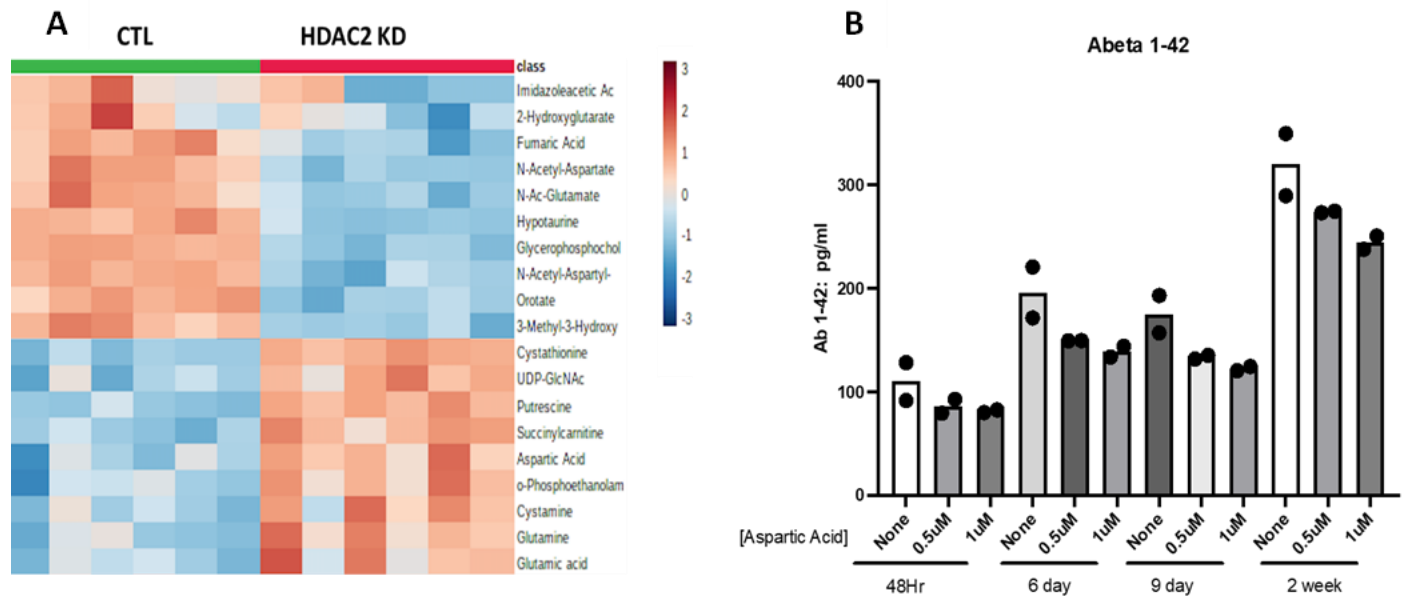 A
CTL
HDAC2 KD
class
Imidazoleacetic Ac
2-Hydroxyglutarate
Fumaric Acid
N-Acetyl-Aspartate
N-Ac-Glutamate
Hypotaurine
Glycerophosphochol
N-Acetyl-Aspartyl-
Orotate
3-Methyl-3-Hydroxy
Cystathionine
UDP-GlcNAc
Putrescine
Succinylcarnitine
Aspartic Acid
o-Phosphoethanolam
Cystamine
Glutamine
Glutamic acid
3
2
1
0
-1
-2
-3
B
Abeta 1-42
Ab 1-42: pg/ml
400
300
200
100
0
[Aspartic Acid]
None 0.5uM 1uM None 0.5uM 1uM None 0.5uM 1uM None 0.5uM 1uM
48Hr 6 day 9 day 2 week